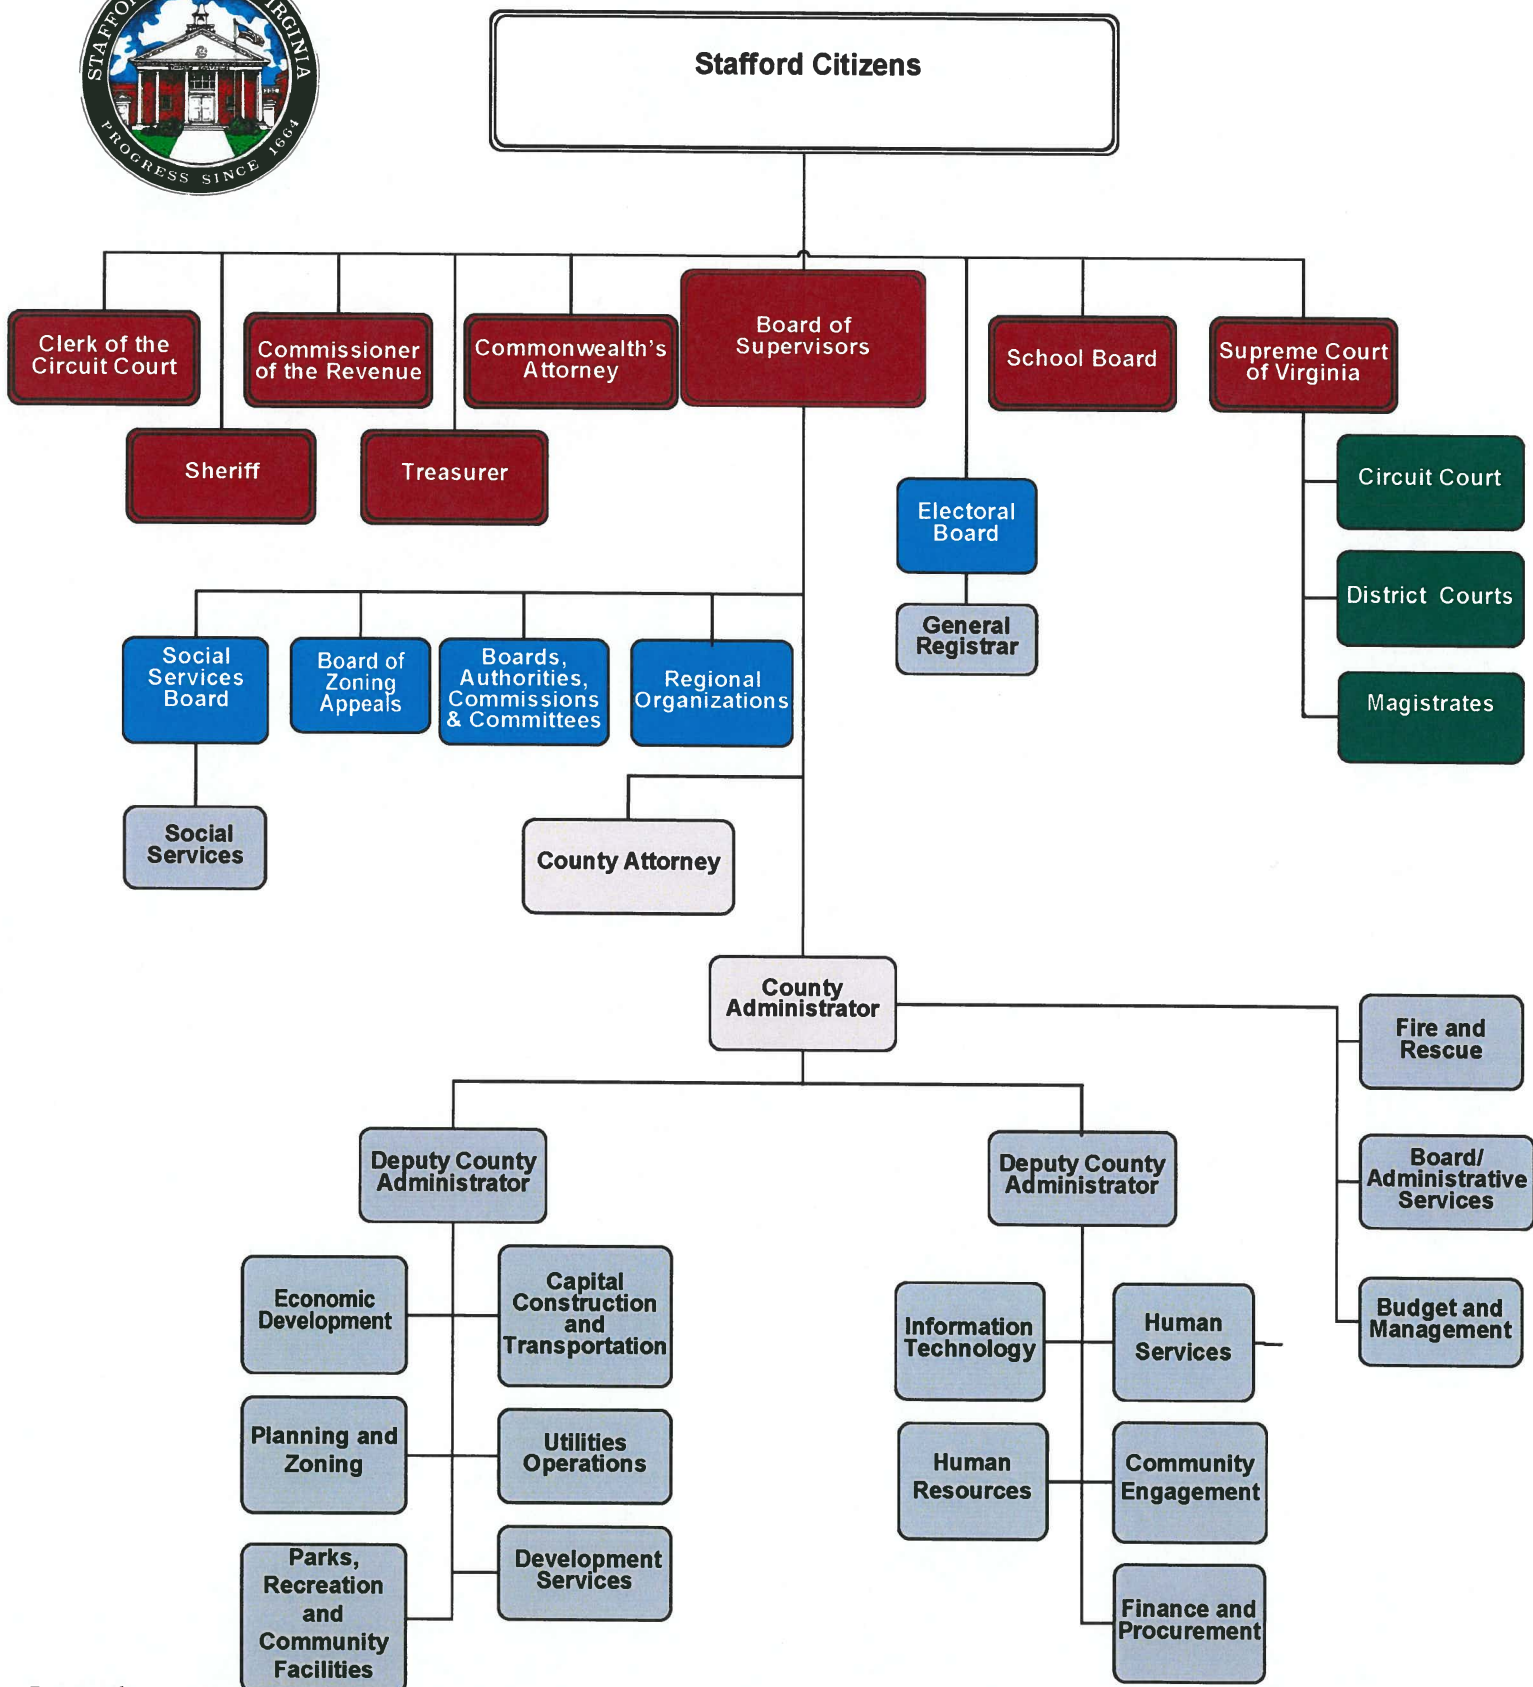 STAFFO
VIRGINIA
PROGRESS SINCE 1664
Stafford Citizens
Clerk of the
Circuit Court
Commissioner
of the Revenue
Commonwealth's
Attorney
Board of
Supervisors
School Board
Supreme Court
of Virginia
Sheriff
Treasurer
Electoral
Board
Circuit Court
General
Registrar
District Courts
Magistrates
Social
Services
Board
Board of
Zoning
Appeals
Boards,
Authorities,
Commissions
& Committees
Regional
Organizations
Social
Services
County Attorney
County
Administrator
Fire and
Rescue
Board/
Administrative
Services
Budget and
Management
Deputy County
Administrator
Deputy County
Administrator
Economic
Development
Capital
Construction
and
Transportation
Planning and
Zoning
Utilities
Operations
Parks,
Recreation
and
Community
Facilities
Development
Services
Information
Technology
Human
Services
Human
Resources
Community
Engagement
Finance and
Procurement